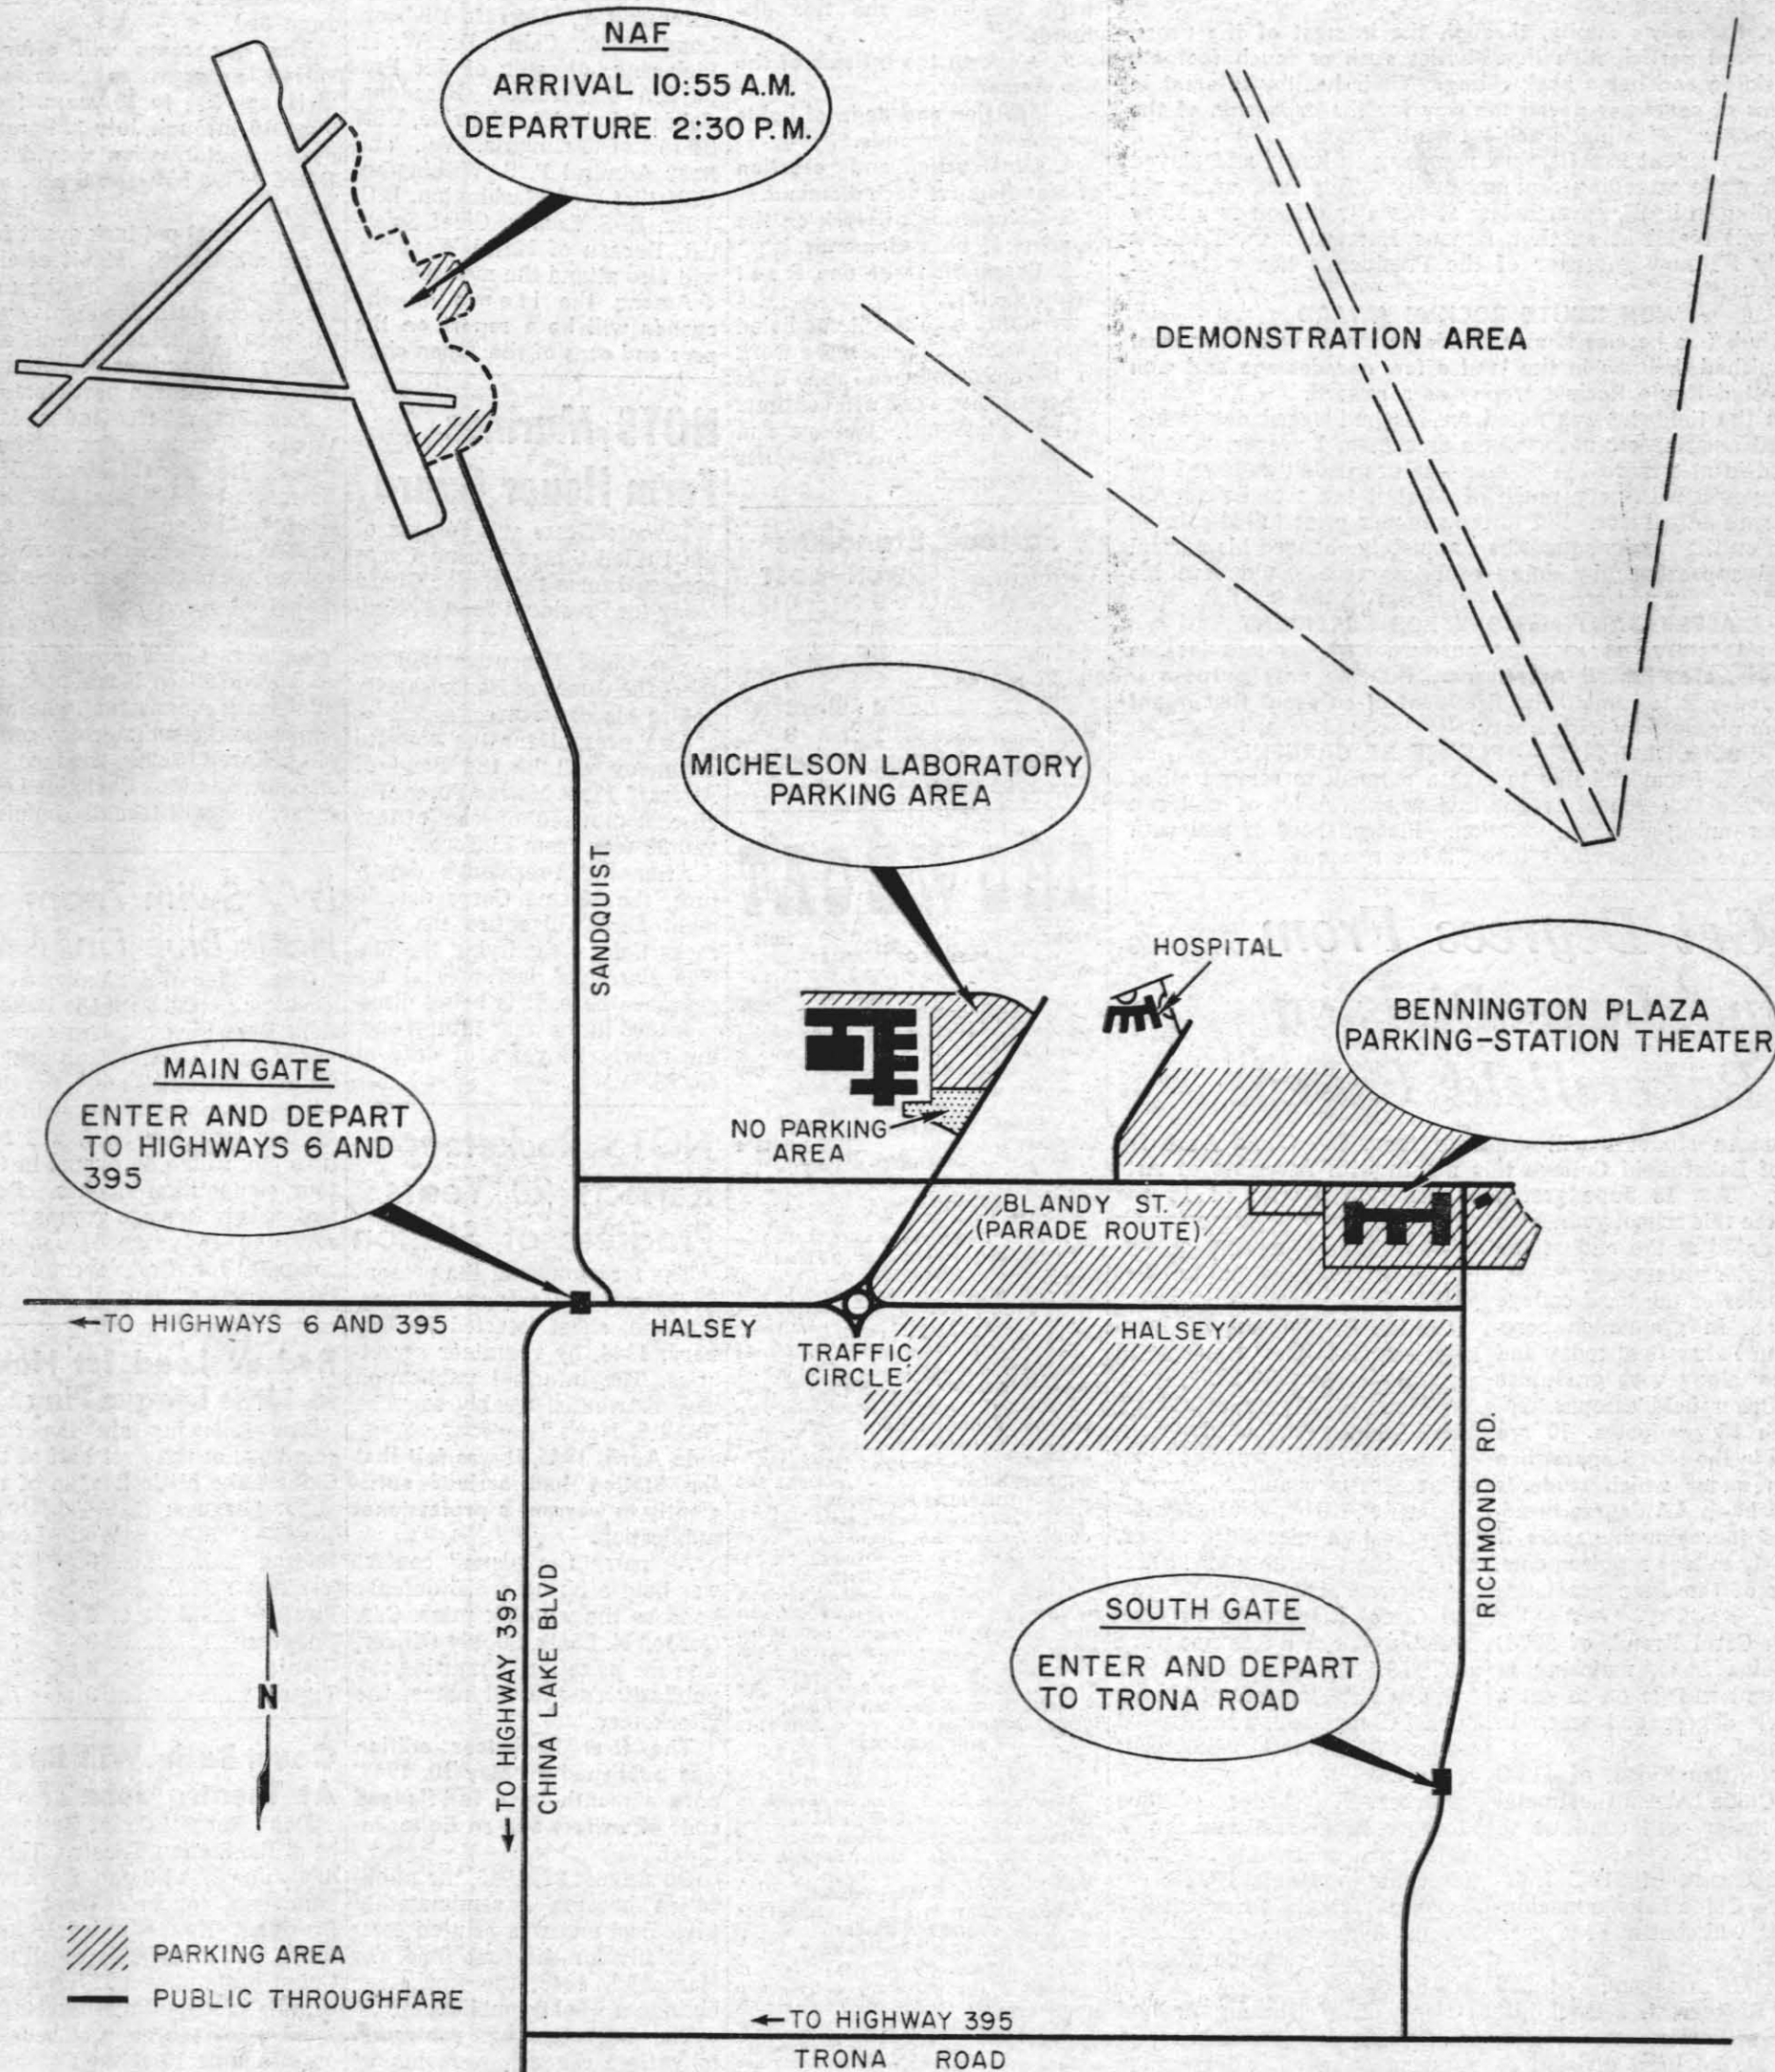 NAF
ARRIVAL 10:55 A.M.
DEPARTURE 2:30 P.M.
DEMONSTRATION AREA
MICHELSON LABORATORY
PARKING AREA
SANDQUIST
HOSPITAL
BENNINGTON PLAZA
PARKING-STATION THEATER
MAIN GATE
ENTER AND DEPART
TO HIGHWAYS 6 AND
395
NO PARKING
AREA
BLANDY ST.
(PARADE ROUTE)
←TO HIGHWAYS 6 AND 395
HALSEY
HALSEY
TRAFFIC
CIRCLE
RICHMOND RD.
←TO HIGHWAY 395
CHINA LAKE BLVD
SOUTH GATE
ENTER AND DEPART
TO TRONA ROAD
N
PARKING AREA
PUBLIC THROUGHFARE
←TO HIGHWAY 395
TRONA ROAD